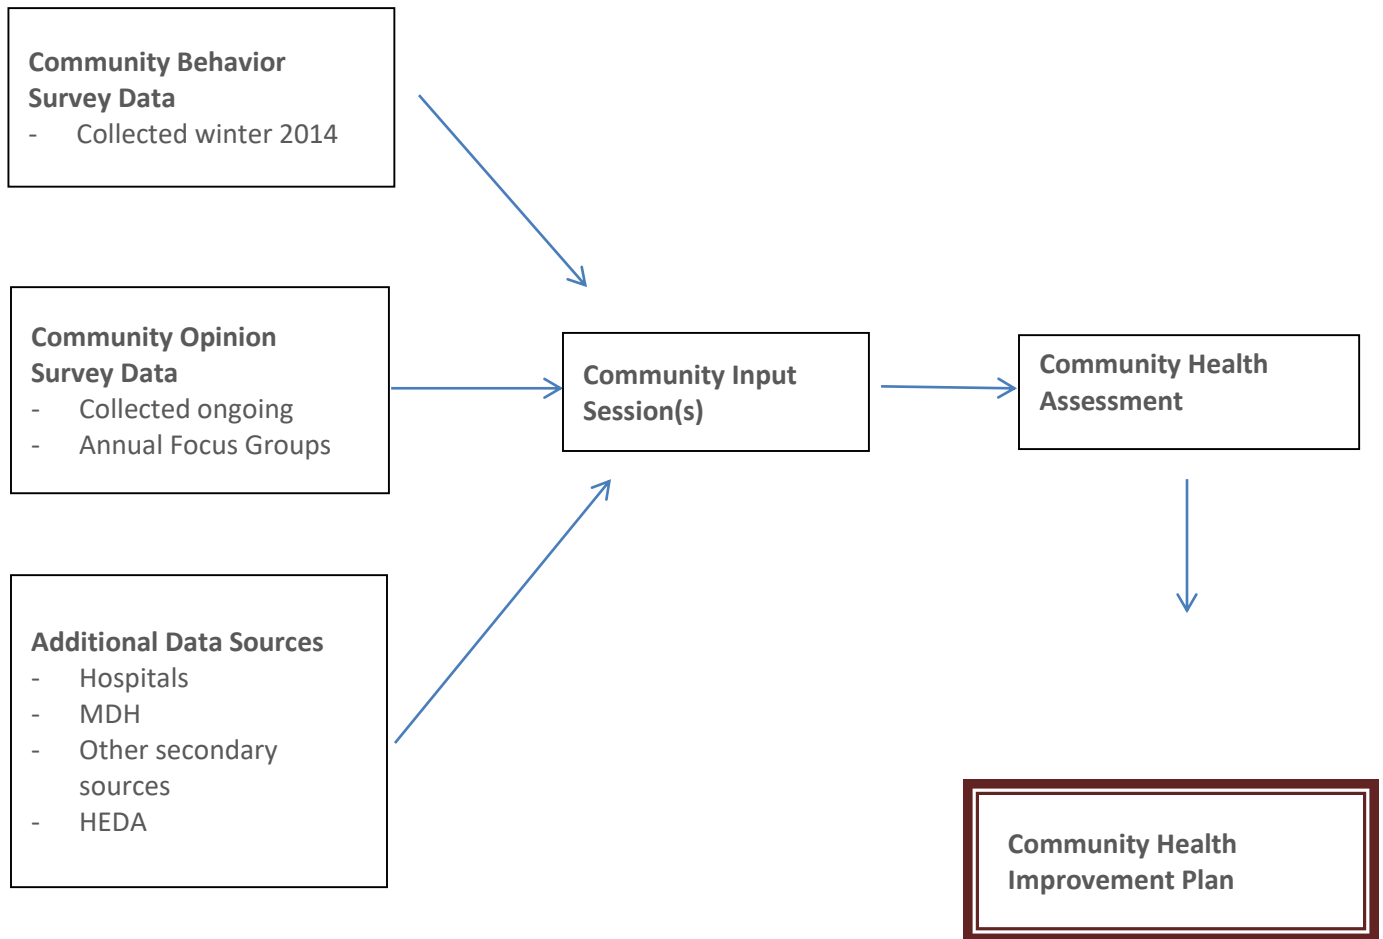 Community Behavior
Survey Data
- Collected winter 2014
Community Opinion
Survey Data
- Collected ongoing
- Annual Focus Groups
Additional Data Sources
- Hospitals
- MDH
- Other secondary
sources
- HEDA
Community Input
Session(s)
Community Health
Assessment
Community Health
Improvement Plan